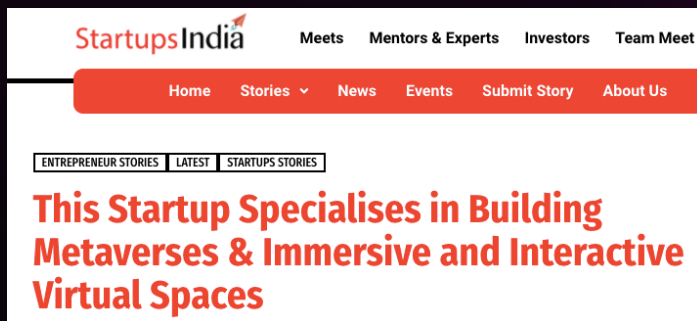 StartupsIndia Meets Mentors & Experts Investors Team Meet
Home Stories News Events Submit Story About Us
ENTREPRENEUR STORIES LATEST STARTUPS STORIES
This Startup Specialises in Building
Metaverses & Immersive and Interactive
Virtual Spaces